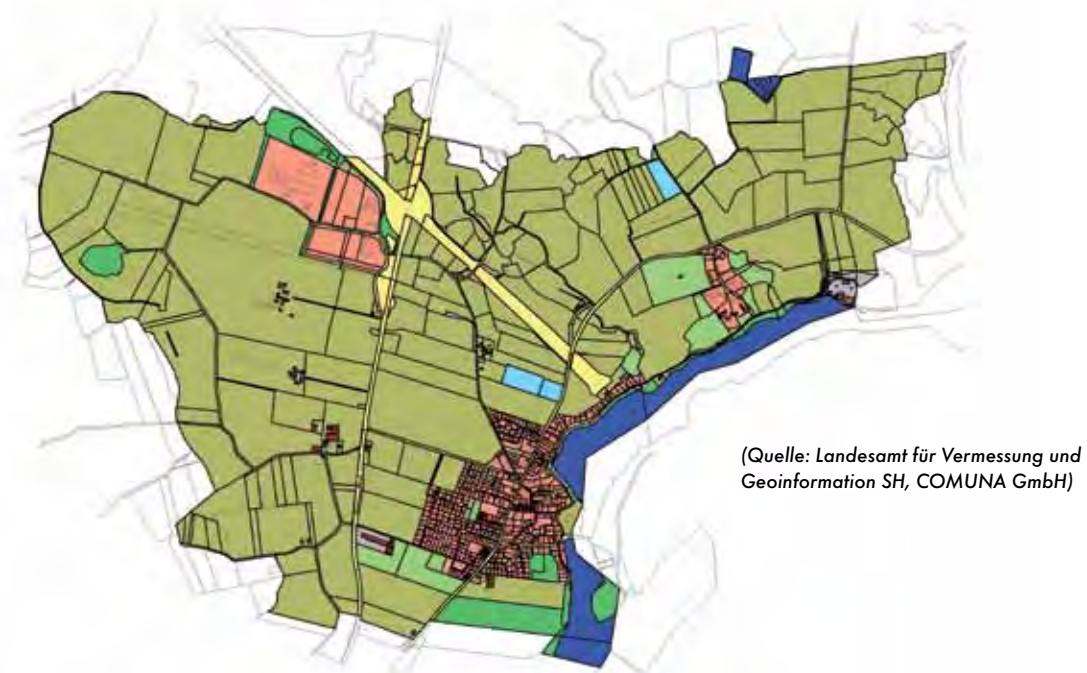 (Quelle: Landesamt für Vermessung und
Geoinformation SH, COMUNA GmbH)